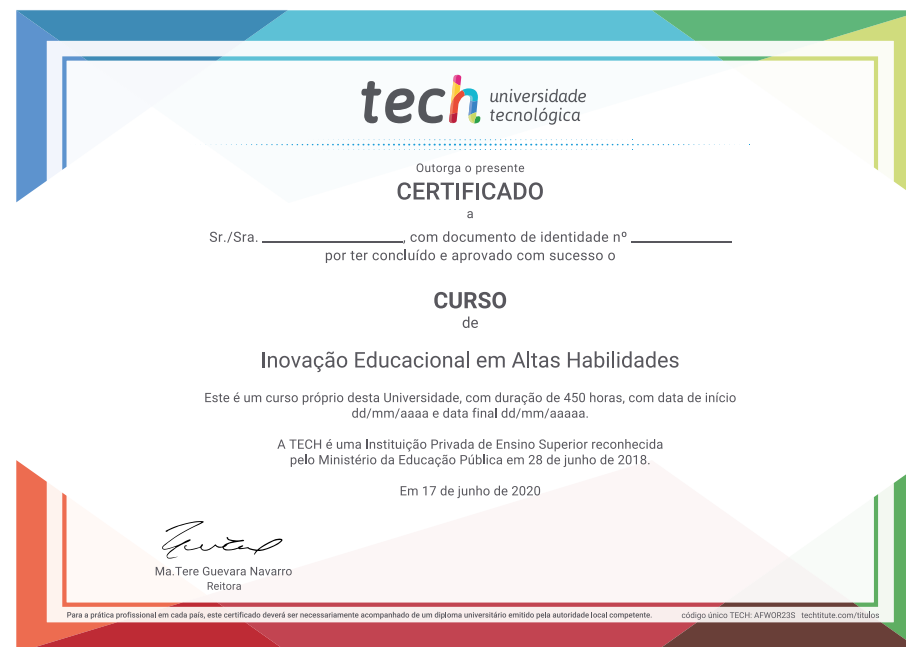 tech universidade
tecnológica
Outorga o presente
CERTIFICADO
a
Sr./Sra. ____________, com documento de identidade nº _________
por ter concluído e aprovado com sucesso o
CURSO
de
Inovação Educacional em Altas Habilidades
Este é um curso próprio desta Universidade, com duração de 450 horas, com data de início
dd/mm/aaaa e data final dd/mm/aaaaa.
A TECH é uma Instituição Privada de Ensino Superior reconhecida
pelo Ministério da Educação Pública em 28 de junho de 2018.
Em 17 de junho de 2020
Ma.Tere Guevara Navarro
Reitora
Para a prática profissional em cada país, este certificado deverá ser necessariamente acompanhado de um diploma universitário emitido pela autoridade local competente. código único TECH: AFWOR23S techtitute.com/títulos